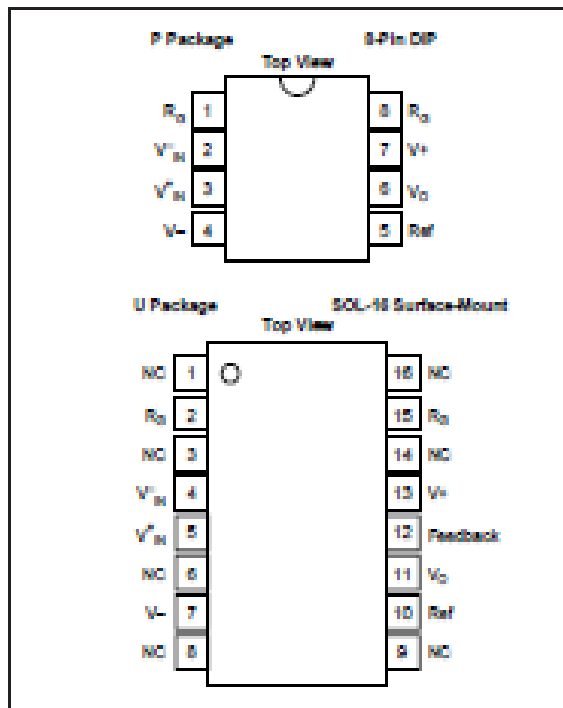 P Package 8-Pin DIP
Top View
RG 1 8 RG
V–IN 2 7 V+
V+IN 3 6 VO
V– 4 5 Ref
U Package SOL-16 Surface-Mount
Top View
NC 1 16 NC
RG 2 15 RG
NC 3 14 NC
V–IN 4 13 V+
V+IN 5 12 Feedback
NC 6 11 VO
V– 7 10 Ref
NC 8 9 NC